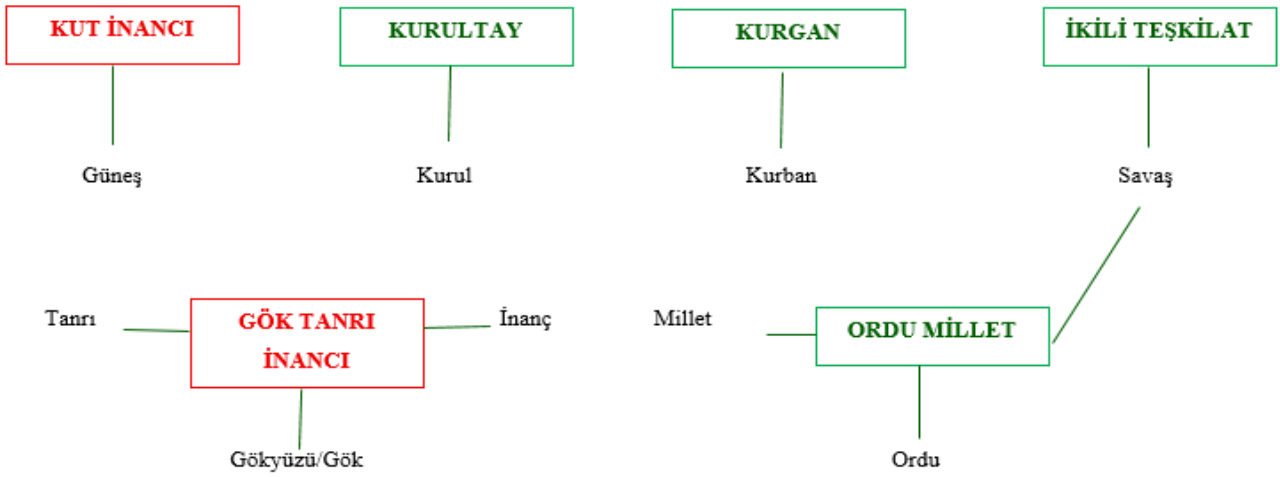 KUT İNANCI
KURULTAY
KURGAN
İKİLİ TEŞKİLAT
Güneş
Kurul
Kurban
Savaş
Tanrı
GÖK TANRI
İNANCI
İnanç
Millet
ORDU MİLLET
Gökyüzü/Gök
Ordu